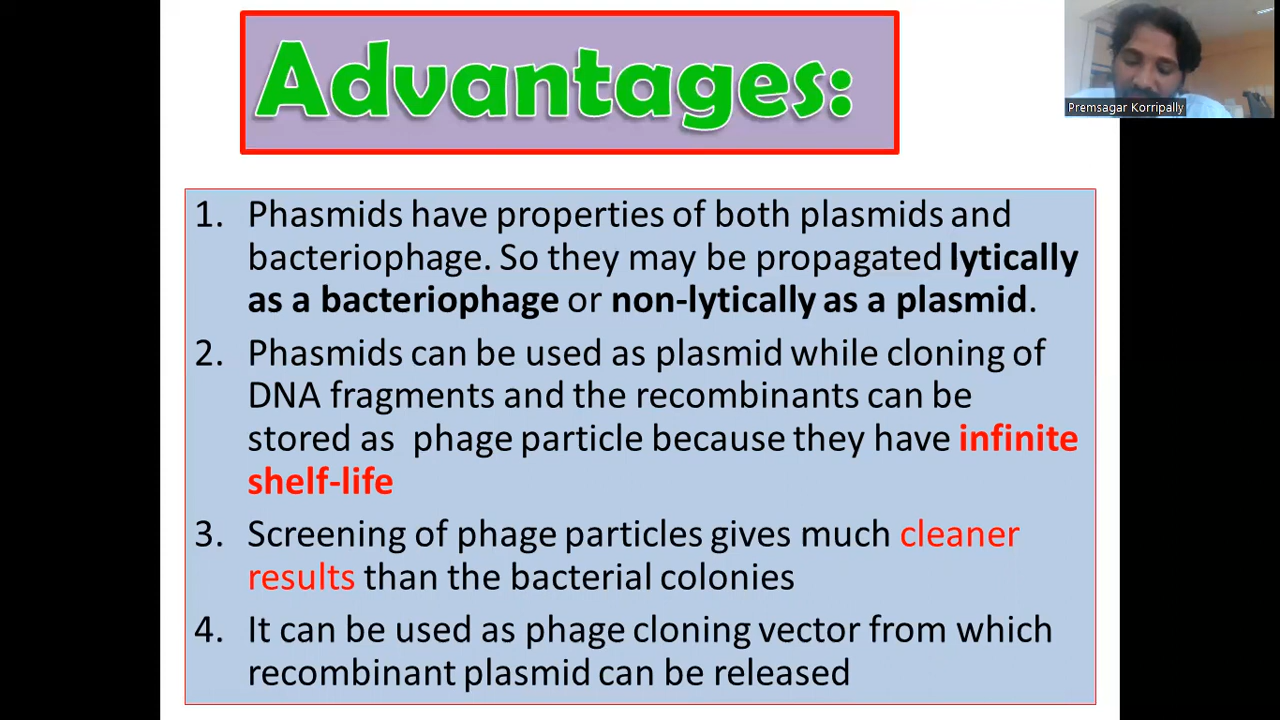 Advantages:
Premsagar Korripally
1. Phasmids have properties of both plasmids and
bacteriophage. So they may be propagated lytically
as a bacteriophage or non-lytically as a plasmid.
2. Phasmids can be used as plasmid while cloning of
DNA fragments and the recombinants can be
stored as phage particle because they have infinite
shelf-life
3. Screening of phage particles gives much cleaner
results than the bacterial colonies
4. It can be used as phage cloning vector from which
recombinant plasmid can be released